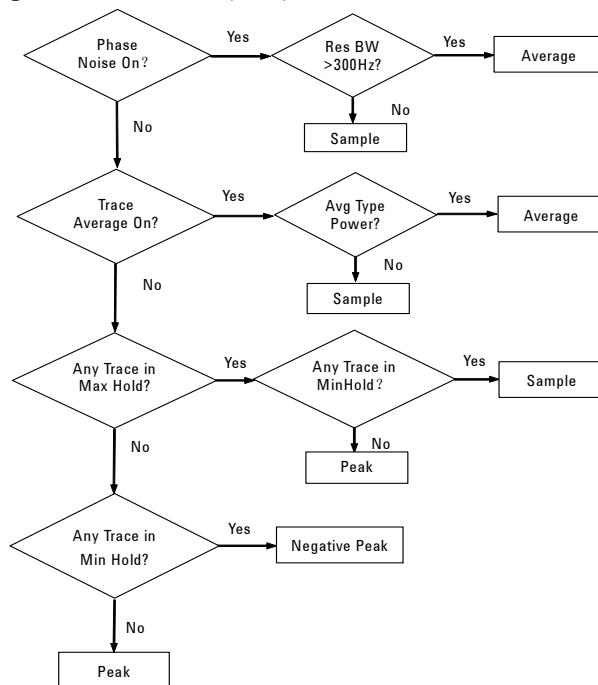 Phase
Noise On?
Yes
Res BW
>300Hz?
Yes
Average
No
Sample
No
Trace
Average On?
Yes
Avg Type
Power?
Yes
Average
No
Sample
No
Any Trace in
Max Hold?
Yes
Any Trace in
MinHold?
Yes
Sample
No
Peak
No
Any Trace in
Min Hold?
Yes
Negative Peak
No
Peak